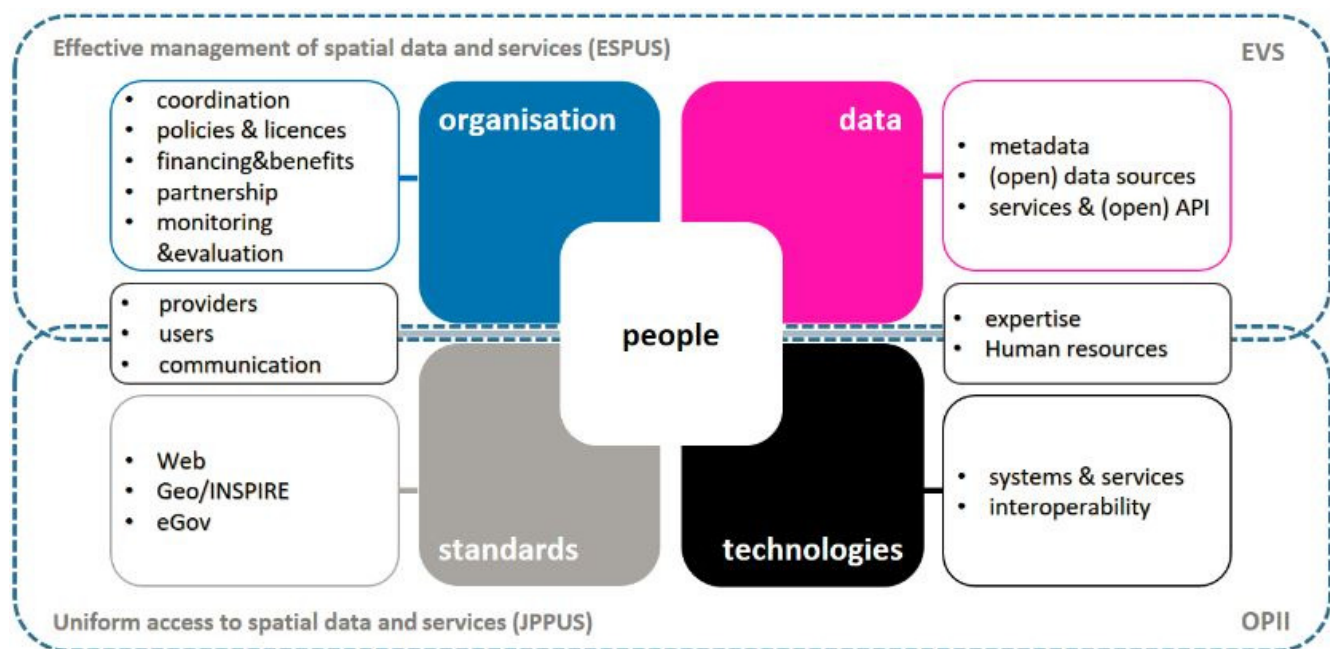 Effective management of spatial data and services (ESPUS)
EVS
• coordination
• policies & licences
• financing&benefits
• partnership
• monitoring
&evaluation
organisation
data
• metadata
• (open) data sources
• services & (open) API
• providers
• users
• communication
people
• expertise
• Human resources
• Web
• Geo/INSPIRE
• eGov
standards
technologies
• systems & services
• interoperability
Uniform access to spatial data and services (JPPUS)
OPII